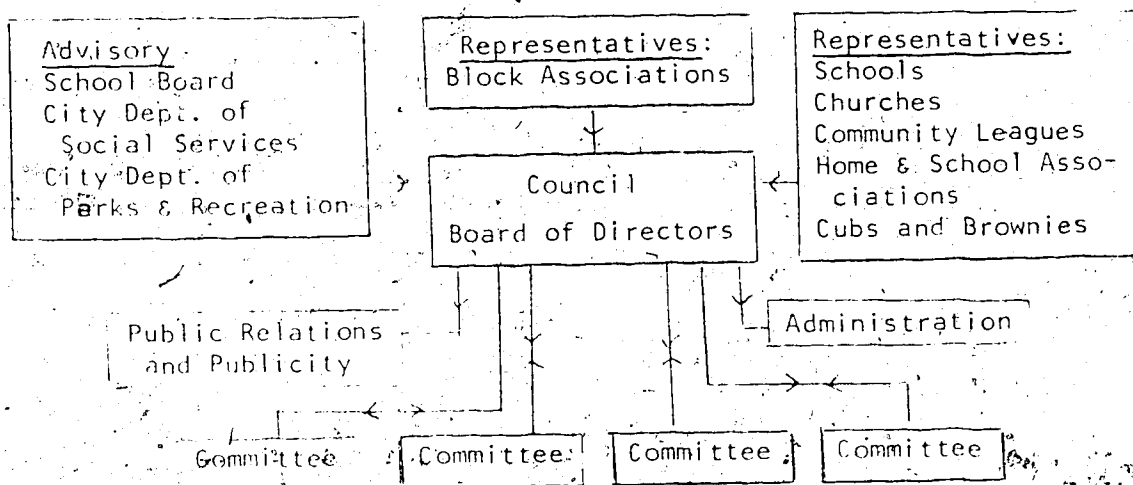 Advisory
School Board
City Dept. of
Social Services
City Dept. of
Parks & Recreation
Representatives:
Block Associations
Representatives:
Schools
Churches
Community Leagues
Home & School Asso-
ciations
Cubs and Brownies
Council
Board of Directors
Public Relations
and Publicity
Administration
Committee
Committee
Committee
Committee